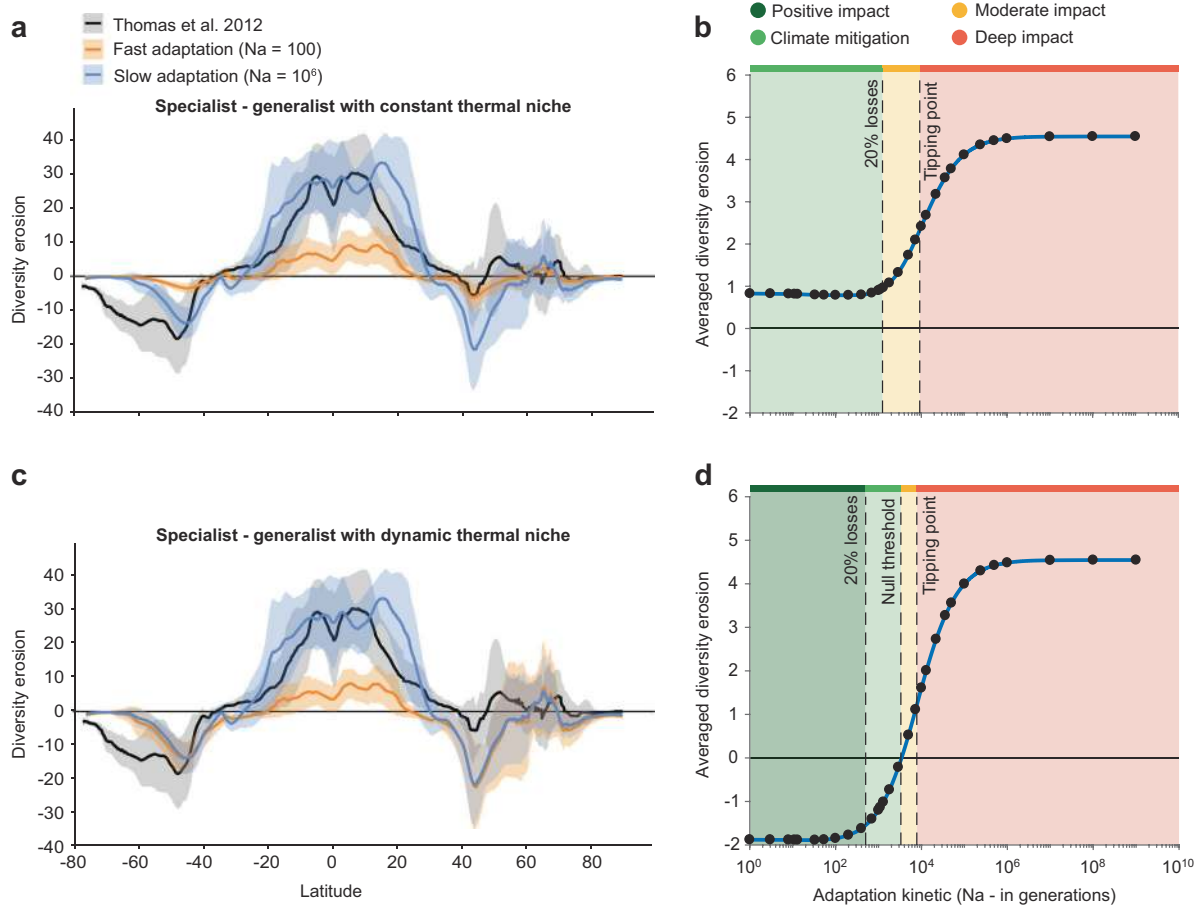 a
Thomas et al. 2012
Fast adaptation (Na = 100)
Slow adaptation (Na = 10⁶)
Specialist - generalist with constant thermal niche
Diversity erosion
40
30
20
10
0
-10
-20
-30
-40
b
Positive impact
Moderate impact
Climate mitigation
Deep impact
Averaged diversity erosion
6
5
4
3
2
1
0
-1
-2
20% losses
Tipping point
c
Specialist - generalist with dynamic thermal niche
Diversity erosion
40
30
20
10
0
-10
-20
-30
-40
-80
-60
-40
-20
0
20
40
60
80
Latitude
d
Averaged diversity erosion
6
5
4
3
2
1
0
-1
-2
20% losses
Null threshold
Tipping point
10⁰
10²
10⁴
10⁶
10⁸
10¹⁰
Adaptation kinetic (Na - in generations)